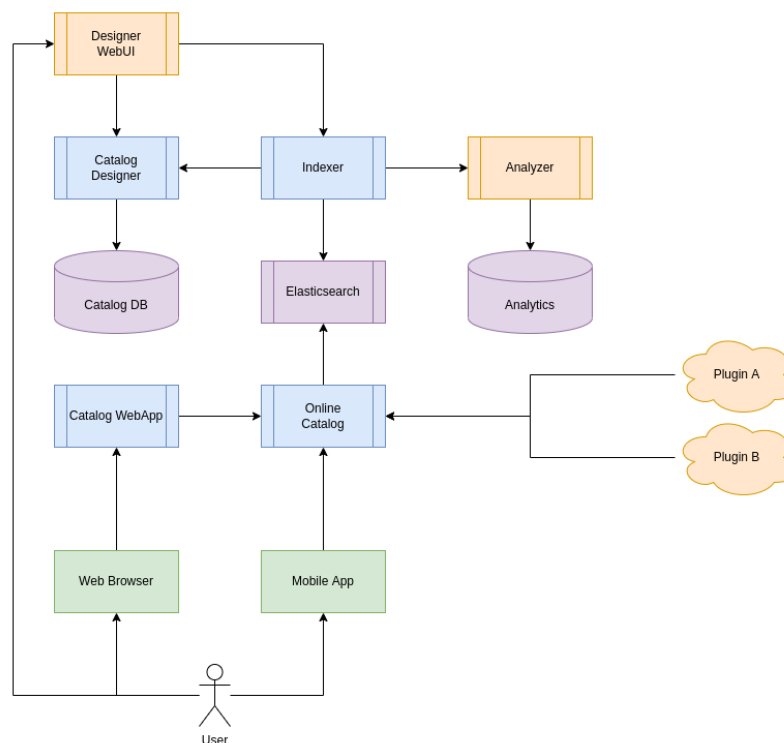 Designer
WebUI
Catalog
Designer
Indexer
Analyzer
Catalog DB
Elasticsearch
Analytics
Catalog WebApp
Online
Catalog
Plugin A
Plugin B
Web Browser
Mobile App
User